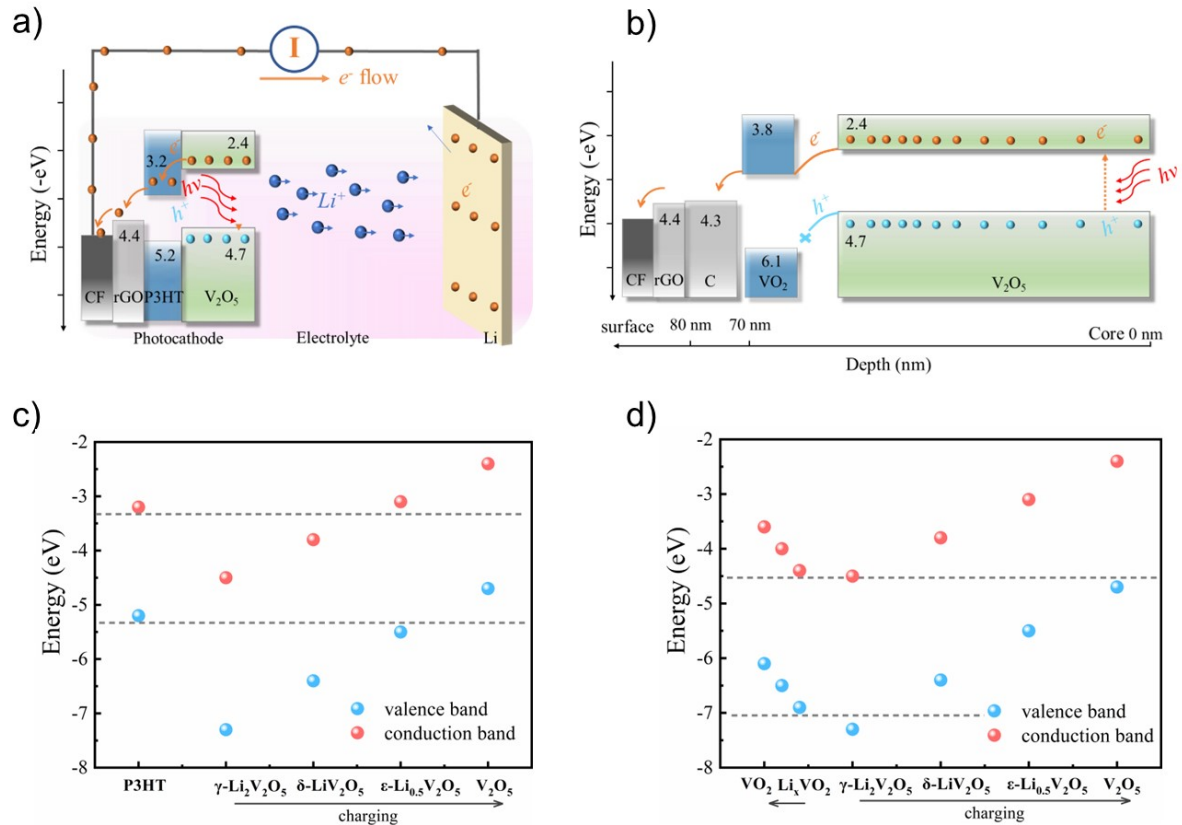 a)
I
e⁻ flow
Energy (-eV)
2.4
3.2
e⁻
hν
h⁺
4.4
5.2
4.7
CF
rGO
P3HT
V₂O₅
Li⁺
e⁻
Photocathode
Electrolyte
Li
b)
Energy (-eV)
3.8
2.4
e⁻
e⁻
hν
h⁺
h⁺
4.4
4.3
4.7
6.1
CF
rGO
C
VO₂
V₂O₅
surface
80 nm
70 nm
Core 0 nm
Depth (nm)
c)
Energy (eV)
-2
-3
-4
-5
-6
-7
-8
valence band
conduction band
P3HT
γ-Li₂V₂O₅
δ-LiV₂O₅
ε-Li₀.₅V₂O₅
V₂O₅
charging
d)
Energy (eV)
-2
-3
-4
-5
-6
-7
-8
valence band
conduction band
VO₂
LiₓVO₂
γ-Li₂V₂O₅
δ-LiV₂O₅
ε-Li₀.₅V₂O₅
V₂O₅
charging